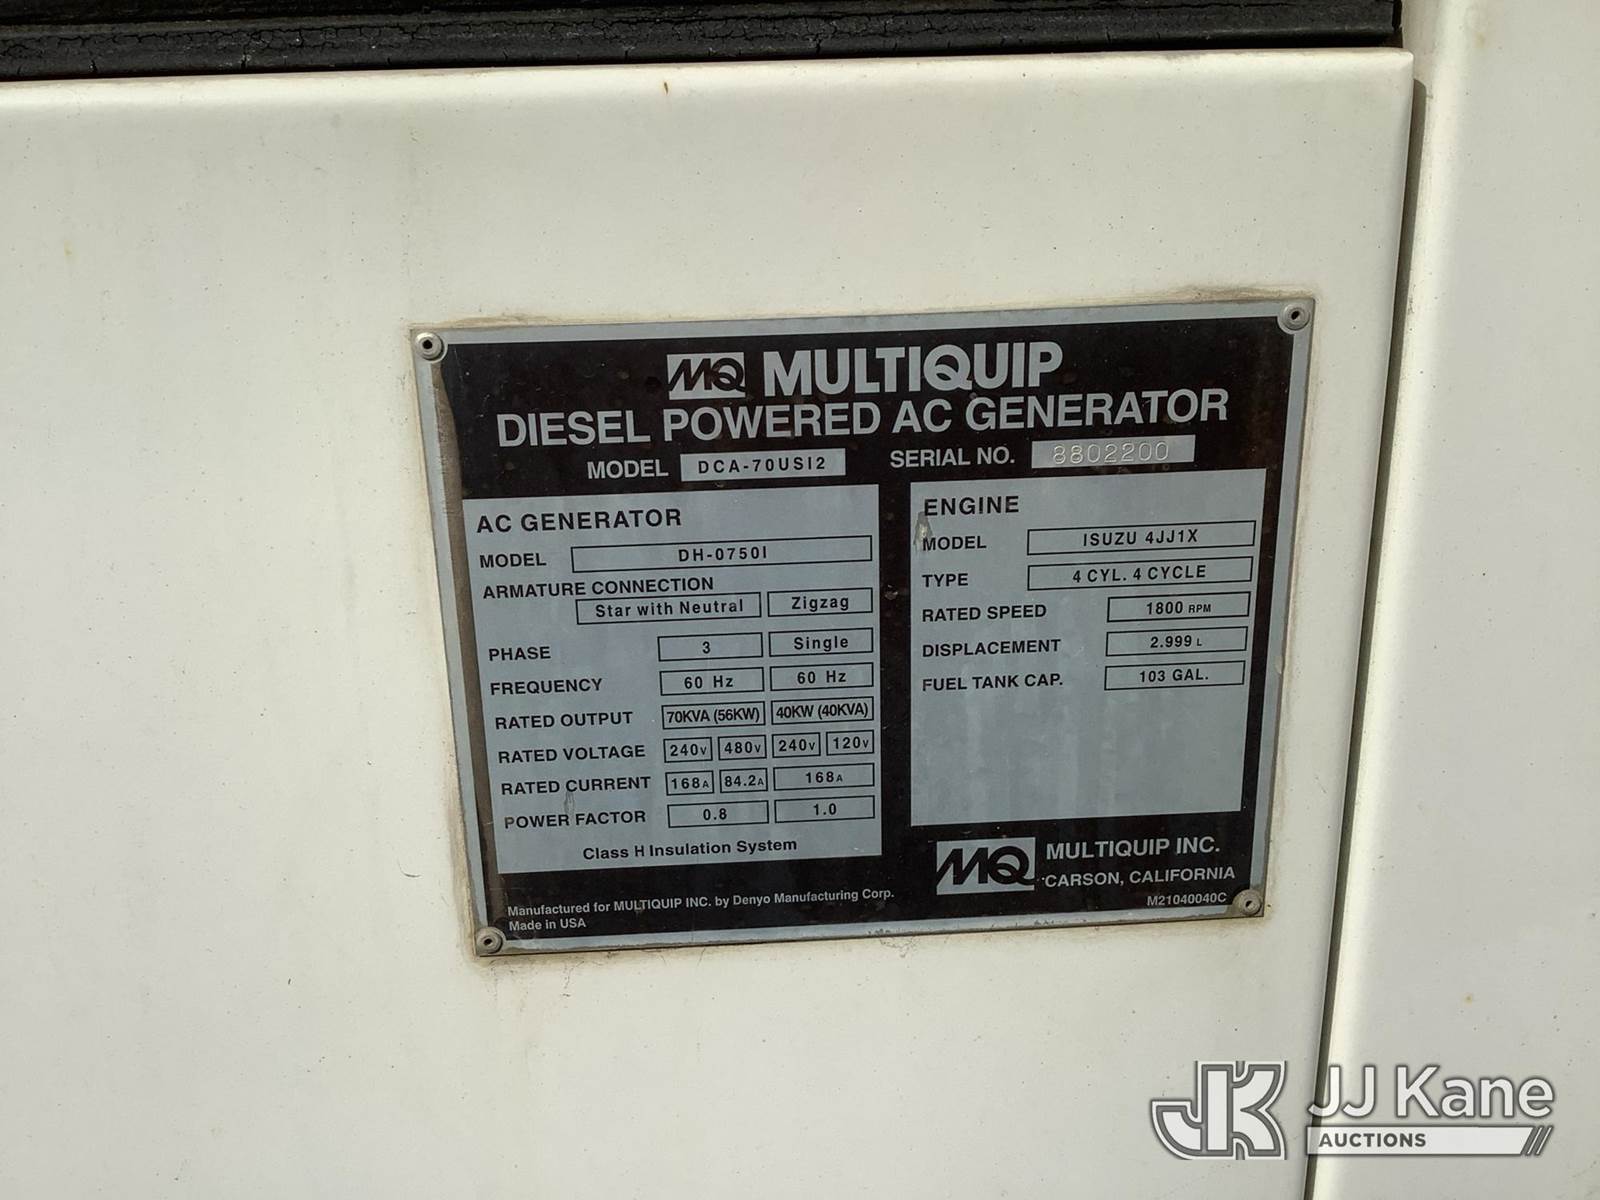 MQ MULTIQUIP
DIESEL POWERED AC GENERATOR
MODEL DCA-70USI2 SERIAL NO. 8802200
AC GENERATOR
MODEL DH-0750I
ARMATURE CONNECTION
Star with Neutral Zigzag
PHASE 3 Single
FREQUENCY 60 Hz 60 Hz
RATED OUTPUT 70KVA (56KW) 40KW (40KVA)
RATED VOLTAGE 240V 480V 240V 120V
RATED CURRENT 168A 84.2A 168A
POWER FACTOR 0.8 1.0
Class H Insulation System
ENGINE
MODEL ISUZU 4JJ1X
TYPE 4 CYL. 4 CYCLE
RATED SPEED 1800 RPM
DISPLACEMENT 2.999 L
FUEL TANK CAP. 103 GAL.
Manufactured for MULTIQUIP INC. by Denyo Manufacturing Corp.
Made in USA
MQ MULTIQUIP INC.
CARSON, CALIFORNIA
M21040040C
JK JJ Kane
AUCTIONS